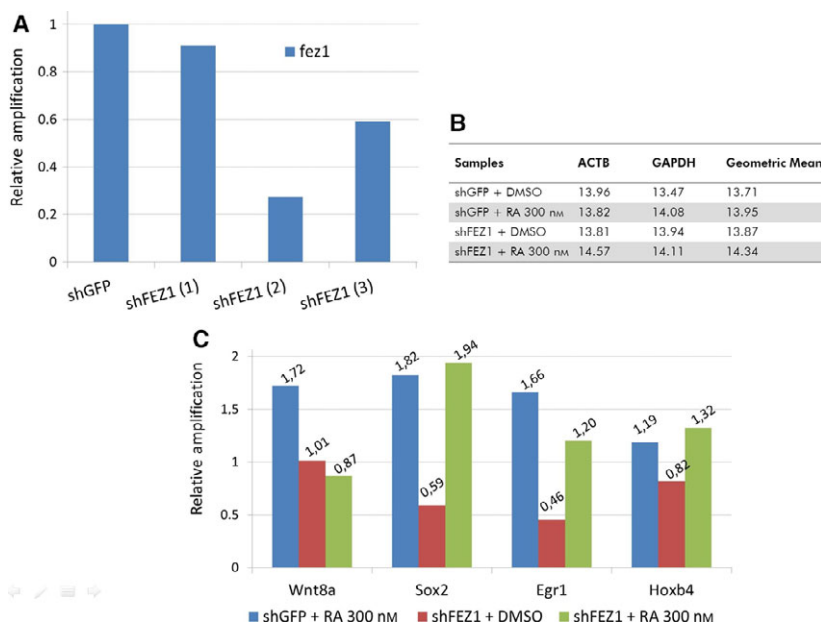 A
Relative amplification
1
0.8
0.6
0.4
0.2
0
fez1
shGFP
shFEZ1 (1)
shFEZ1 (2)
shFEZ1 (3)
B
Samples ACTB GAPDH Geometric Mean
shGFP + DMSO 13.96 13.47 13.71
shGFP + RA 300 nM 13.82 14.08 13.95
shFEZ1 + DMSO 13.81 13.94 13.87
shFEZ1 + RA 300 nM 14.57 14.11 14.34
C
Relative amplification
2
1.5
1
0.5
0
1,72
1,01
0,87
1,82
0,59
1,94
1,66
0,46
1,20
1,19
0,82
1,32
Wnt8a
Sox2
Egr1
Hoxb4
shGFP + RA 300 nM
shFEZ1 + DMSO
shFEZ1 + RA 300 nM